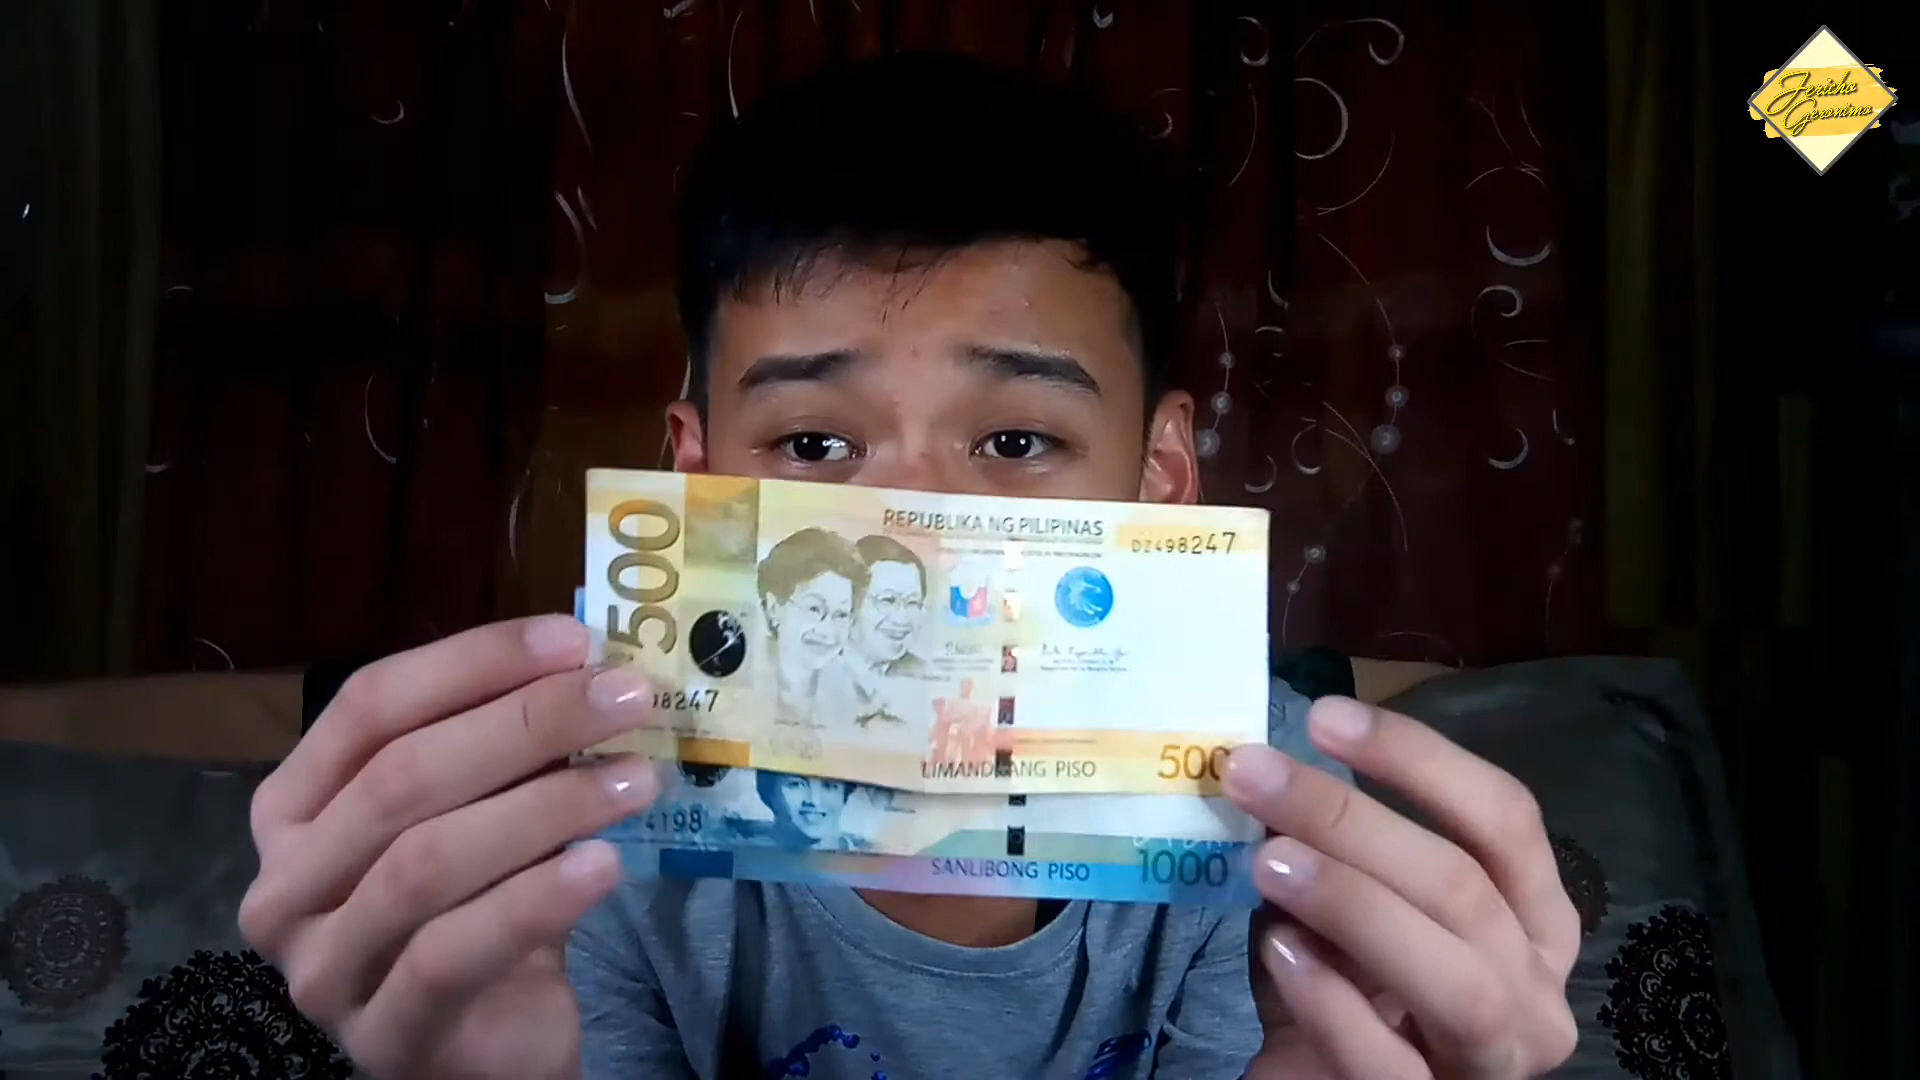 Jericho
Geronimo
500
REPUBLIKA NG PILIPINAS
DZ498247
98247
LIMANDAANG PISO
500
4198
SANLIBONG PISO
1000